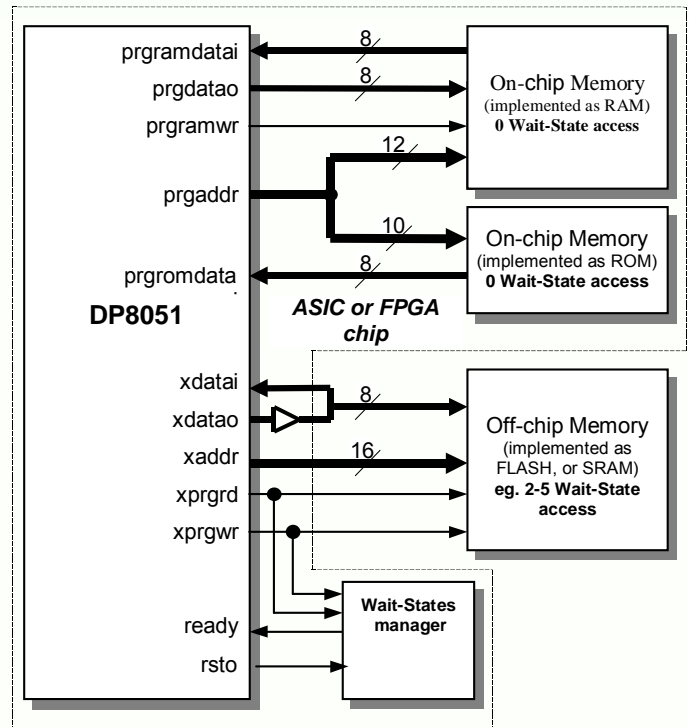 prgramdatai
8
prgdatao
8
prgramwr
On-chip Memory
(implemented as RAM)
0 Wait-State access
12
prgaddr
10
On-chip Memory
(implemented as ROM)
0 Wait-State access
prgromdata
8
DP8051
ASIC or FPGA
chip
xdatai
8
xdatao
xaddr
16
xprgrd
xprgwr
Off-chip Memory
(implemented as
FLASH, or SRAM)
eg. 2-5 Wait-State
access
Wait-States
manager
ready
rsto